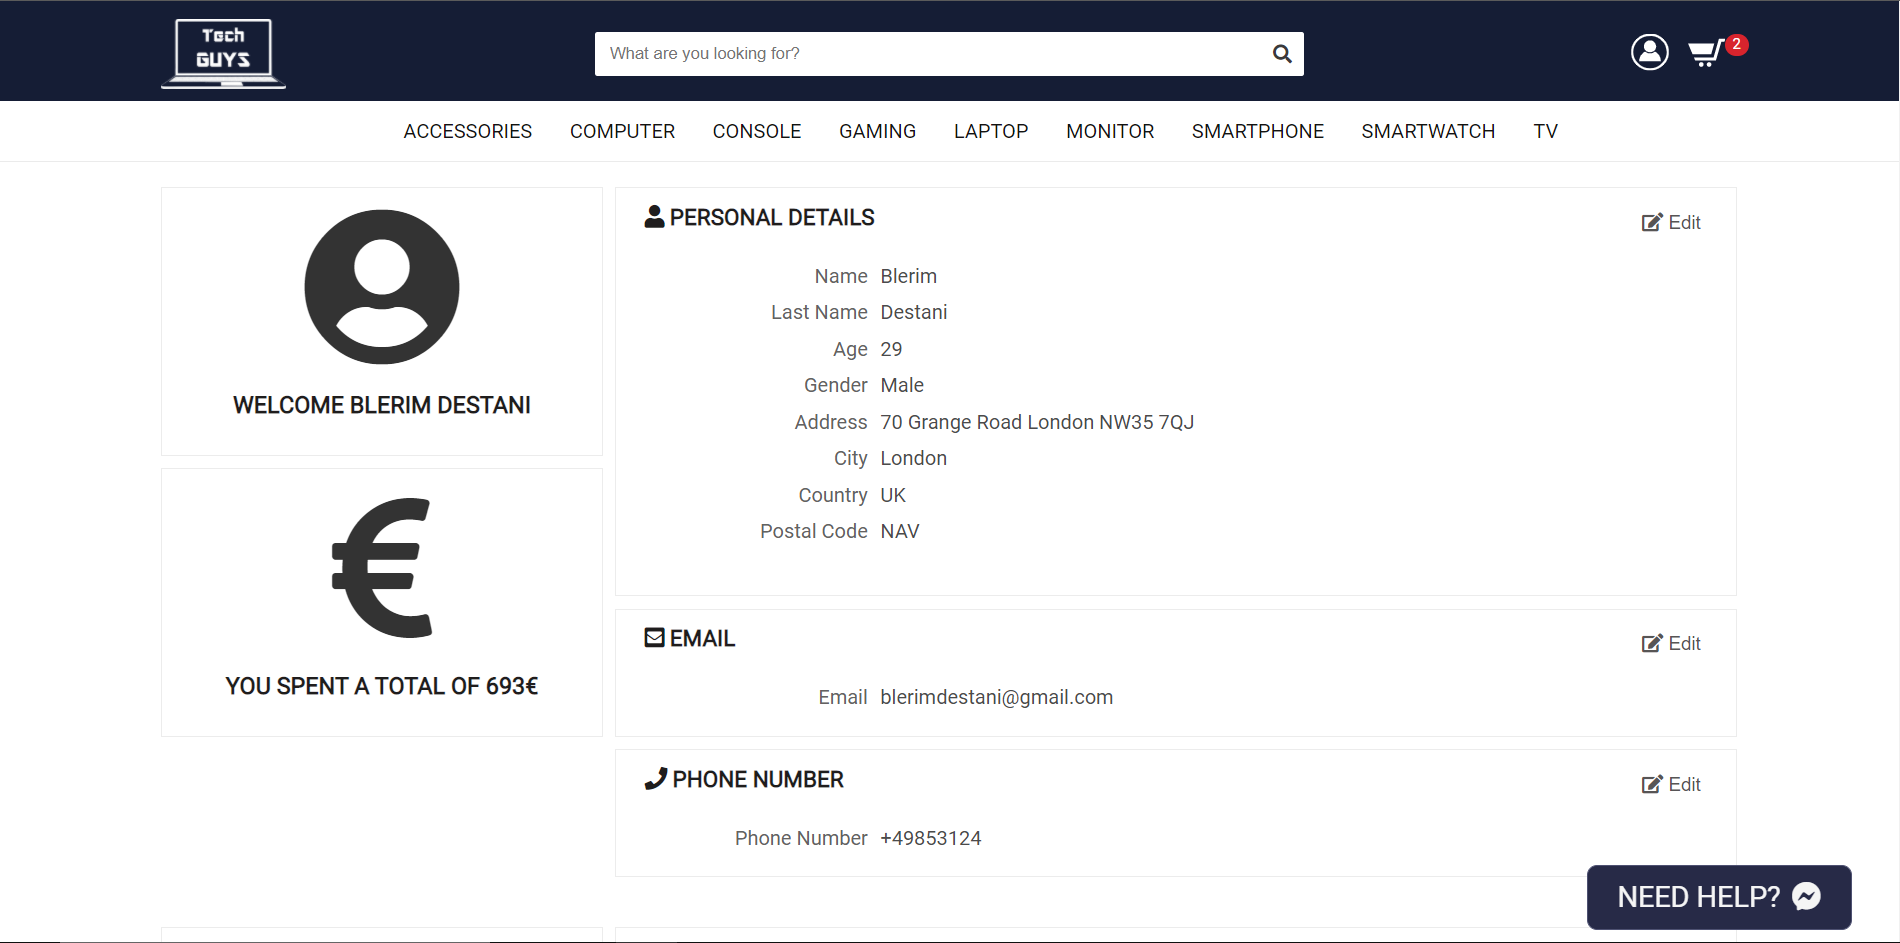 Tech
GUYS
What are you looking for?
2
ACCESSORIES COMPUTER CONSOLE GAMING LAPTOP MONITOR SMARTPHONE SMARTWATCH TV
WELCOME BLERIM DESTANI
YOU SPENT A TOTAL OF 693€
PERSONAL DETAILS
Edit
Name Blerim
Last Name Destani
Age 29
Gender Male
Address 70 Grange Road London NW35 7QJ
City London
Country UK
Postal Code NAV
EMAIL
Edit
Email blerimdestani@gmail.com
PHONE NUMBER
Edit
Phone Number +49853124
NEED HELP?